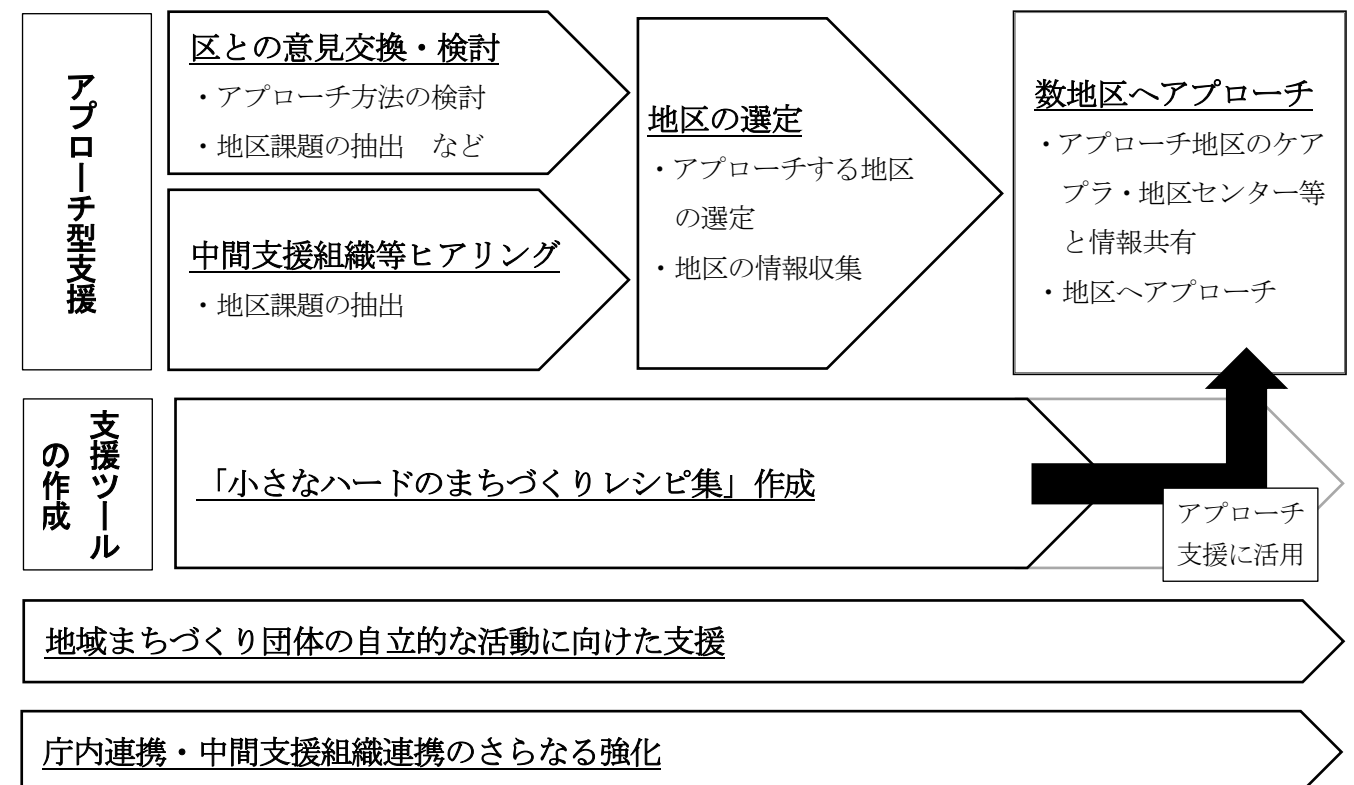 アプローチ型支援
区との意見交換・検討
・アプローチ方法の検討
・地区課題の抽出　など
中間支援組織等ヒアリング
・地区課題の抽出
地区の選定
・アプローチする地区
の選定
・地区の情報収集
数地区へアプローチ
・アプローチ地区のケア
プラ・地区センター等
と情報共有
・地区へアプローチ
支援ツール
の作成
「小さなハードのまちづくりレシピ集」作成
アプローチ
支援に活用
地域まちづくり団体の自立的な活動に向けた支援
庁内連携・中間支援組織連携のさらなる強化